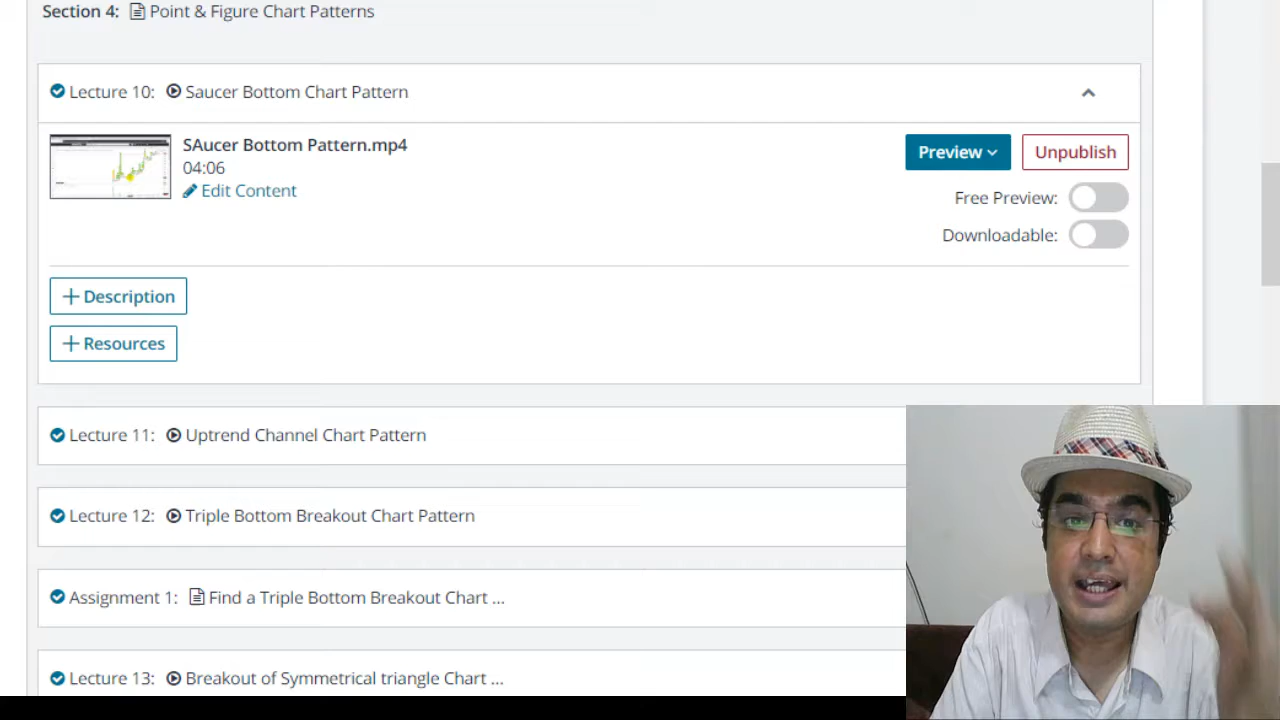 Section 4: Point & Figure Chart Patterns
Lecture 10: Saucer Bottom Chart Pattern
SAucer Bottom Pattern.mp4
04:06
Edit Content
Preview
Unpublish
Free Preview:
Downloadable:
+ Description
+ Resources
Lecture 11: Uptrend Channel Chart Pattern
Lecture 12: Triple Bottom Breakout Chart Pattern
Assignment 1: Find a Triple Bottom Breakout Chart ...
Lecture 13: Breakout of Symmetrical triangle Chart ...